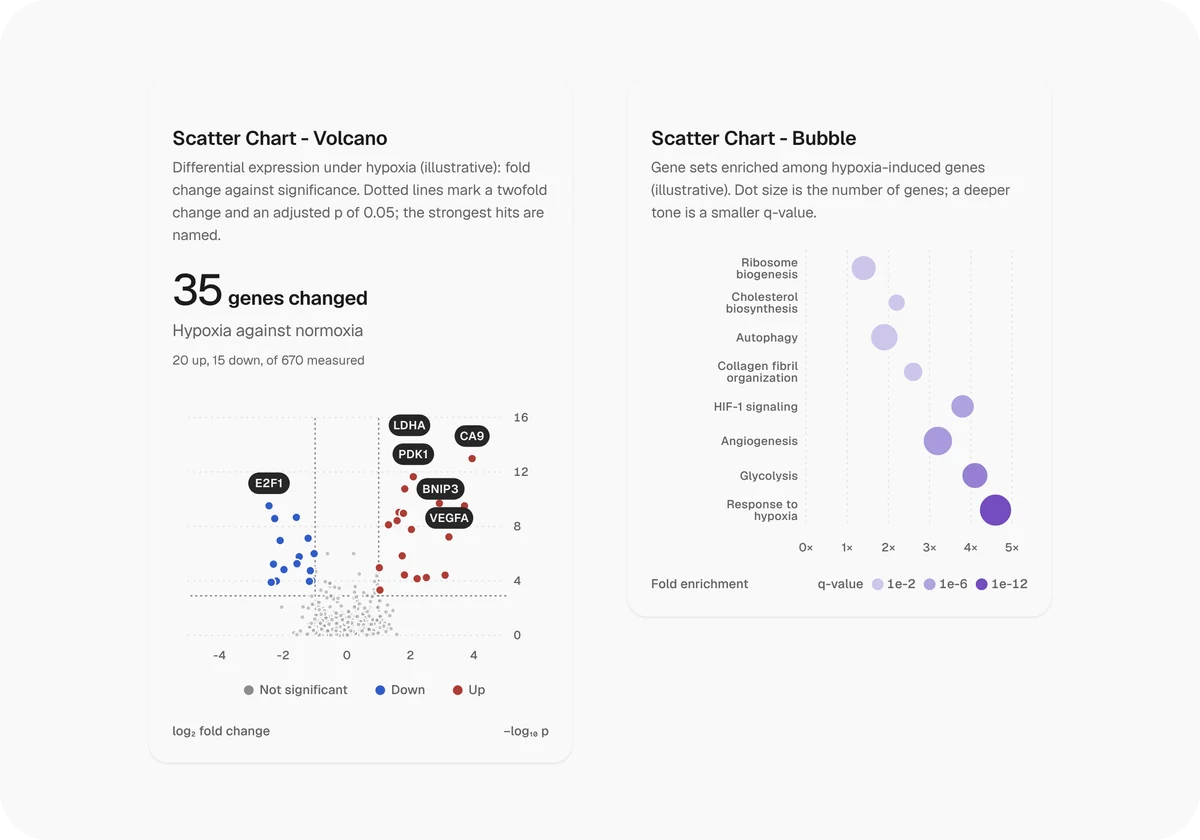 Scatter Chart - Volcano
Differential expression under hypoxia (illustrative): fold
change against significance. Dotted lines mark a twofold
change and an adjusted p of 0.05; the strongest hits are
named.
35 genes changed
Hypoxia against normoxia
20 up, 15 down, of 670 measured
LDHA
CA9
PDK1
E2F1
BNIP3
VEGFA
16
12
8
4
0
-4 -2 0 2 4
Not significant Down Up
log₂ fold change −log₁₀ p
Scatter Chart - Bubble
Gene sets enriched among hypoxia-induced genes
(illustrative). Dot size is the number of genes; a deeper
tone is a smaller q-value.
Ribosome
biogenesis
Cholesterol
biosynthesis
Autophagy
Collagen fibril
organization
HIF-1 signaling
Angiogenesis
Glycolysis
Response to
hypoxia
0× 1× 2× 3× 4× 5×
Fold enrichment q-value 1e-2 1e-6 1e-12